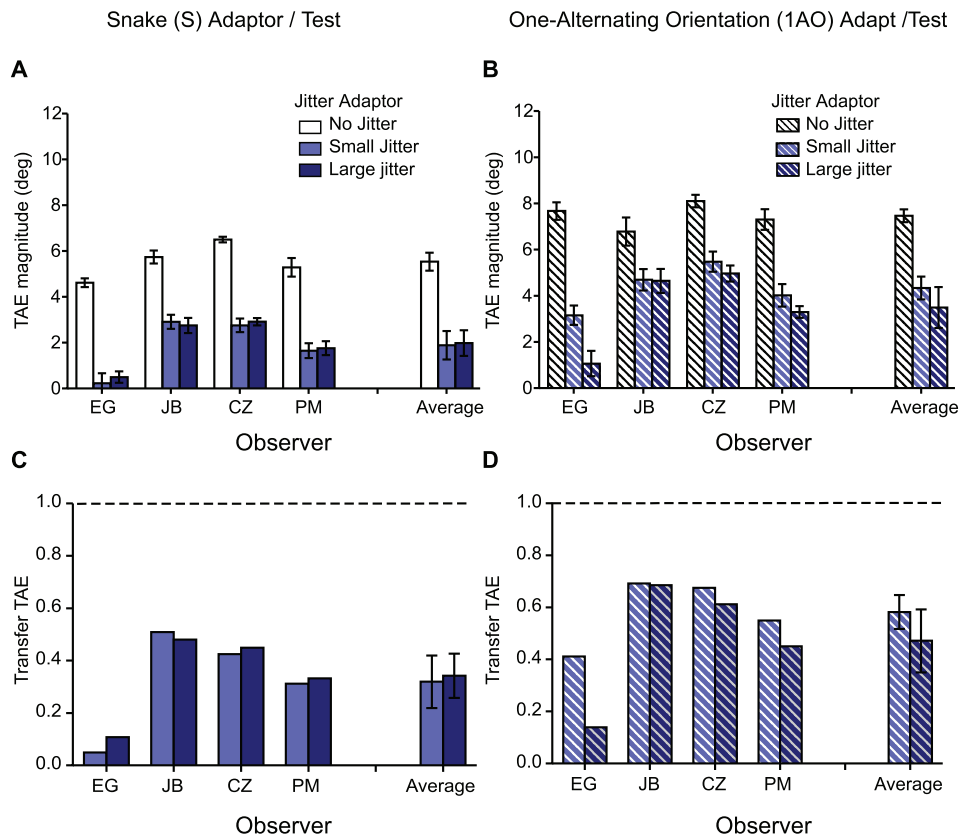 Snake (S) Adaptor / Test
One-Alternating Orientation (1AO) Adapt /Test
A
Jitter Adaptor
No Jitter
Small Jitter
Large jitter
TAE magnitude (deg)
12
10
8
6
4
2
0
EG JB CZ PM Average
Observer
B
Jitter Adaptor
No Jitter
Small Jitter
Large jitter
TAE magnitude (deg)
12
10
8
6
4
2
0
EG JB CZ PM Average
Observer
C
Transfer TAE
1.0
0.8
0.6
0.4
0.2
0.0
EG JB CZ PM Average
Observer
D
Transfer TAE
1.0
0.8
0.6
0.4
0.2
0.0
EG JB CZ PM Average
Observer